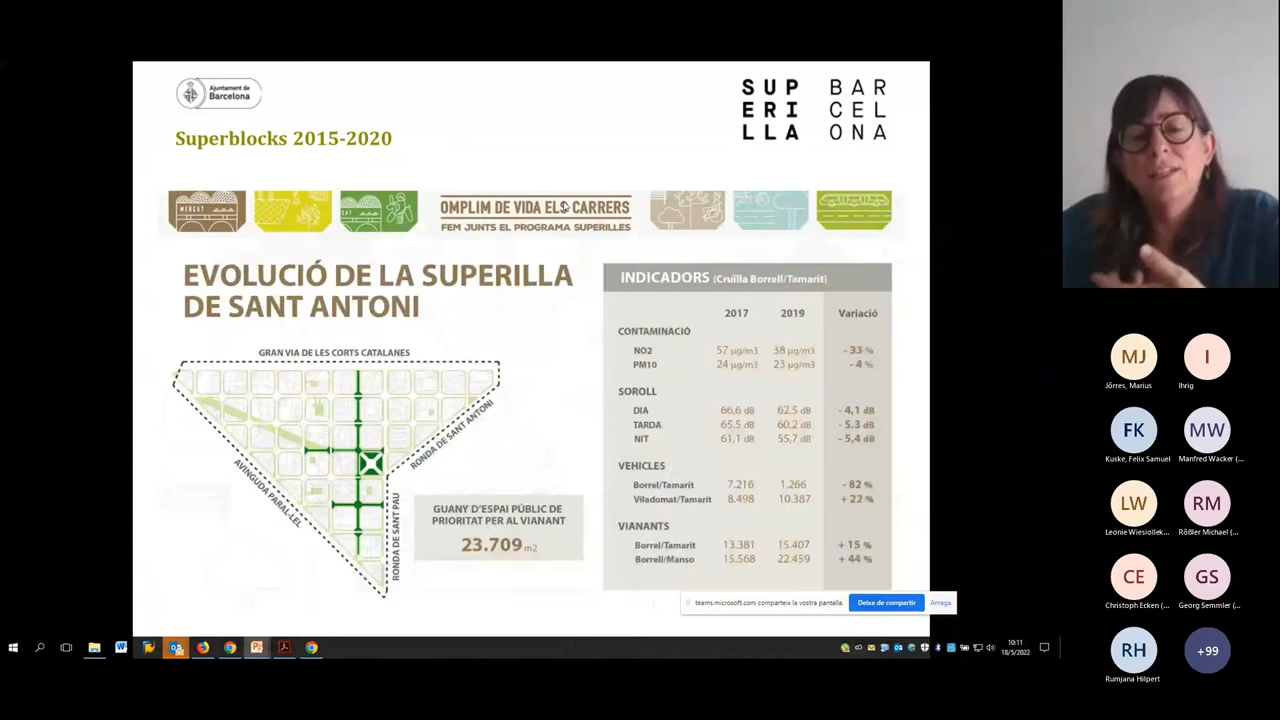 Ajuntament de
Barcelona
SUP
ERI
LLA
BAR
CEL
ONA
Superblocks 2015-2020
MERCAT
OMPLIM DE VIDA ELS CARRERS
FEM JUNTS EL PROGRAMA SUPERILLES
EVOLUCIÓ DE LA SUPERILLA
DE SANT ANTONI
GRAN VIA DE LES CORTS CATALANES
RONDA DE SANT ANTONI
AVINGUDA PARAL·LEL
RONDA DE SANT PAU
GUANY D'ESPAI PÚBLIC DE
PRIORITAT PER AL VIANANT
23.709 m2
INDICADORS (Cruïlla Borrell/Tamarit)
2017 2019 Variació
CONTAMINACIÓ
NO2 57 µg/m3 38 µg/m3 - 33 %
PM10 24 µg/m3 23 µg/m3 - 4 %
SOROLL
DIA 66,6 dB 62,5 dB - 4,1 dB
TARDA 65,5 dB 60,2 dB - 5,3 dB
NIT 61,1 dB 55,7 dB - 5,4 dB
VEHICLES
Borrel/Tamarit 7.216 1.266 - 82 %
Viladomat/Tamarit 8.498 10.387 + 22 %
VIANANTS
Borrel/Tamarit 13.381 15.407 + 15 %
Borrell/Manso 15.568 22.459 + 44 %
teams.microsoft.com comparteix la vostra pantalla.
Deixa de compartir
Amaga
10:11
18/5/2022
MJ
Jörres, Marius
I
Ihrig
FK
Kuske, Felix Samuel
MW
Manfred Wacker (...
LW
Leonie Wiesiollek...
RM
Rößler Michael (...
CE
Christoph Ecken (...
GS
Georg Semmler (...
RH
Rumjana Hilpert
+99